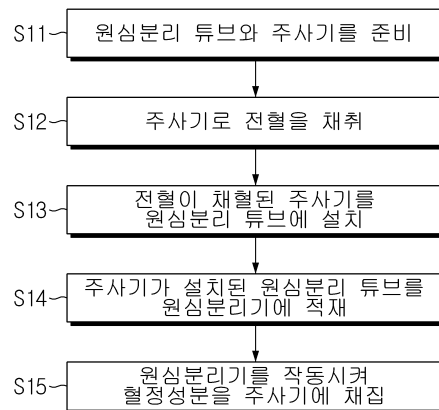 S11 원심분리 튜브와 주사기를 준비
S12 주사기로 전혈을 채취
S13 전혈이 채혈된 주사기를
원심분리 튜브에 설치
S14 주사기가 설치된 원심분리 튜브를
원심분리기에 적재
S15 원심분리기를 작동시켜
혈정성분을 주사기에 채집